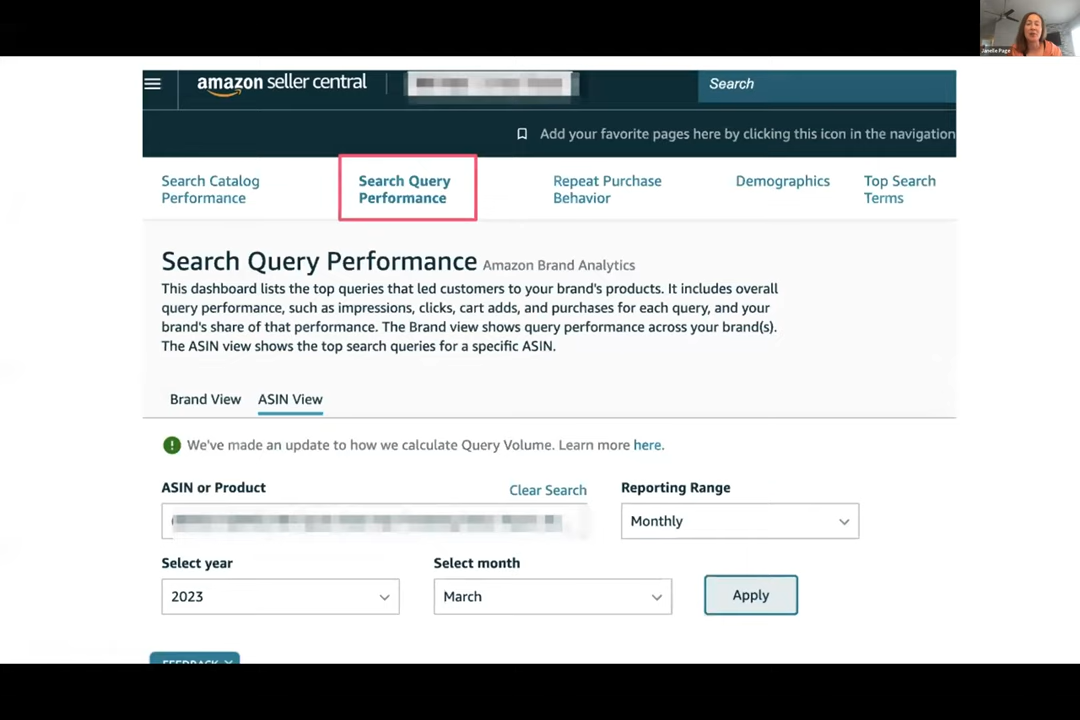 Janelle Page
amazon seller central
Search
Add your favorite pages here by clicking this icon in the navigation
Search Catalog
Performance
Search Query
Performance
Repeat Purchase
Behavior
Demographics
Top Search
Terms
Search Query Performance Amazon Brand Analytics
This dashboard lists the top queries that led customers to your brand's products. It includes overall
query performance, such as impressions, clicks, cart adds, and purchases for each query, and your
brand's share of that performance. The Brand view shows query performance across your brand(s).
The ASIN view shows the top search queries for a specific ASIN.
Brand View ASIN View
We've made an update to how we calculate Query Volume. Learn more here.
ASIN or Product Clear Search Reporting Range
Monthly
Select year Select month
2023 March Apply
FEEDBACK